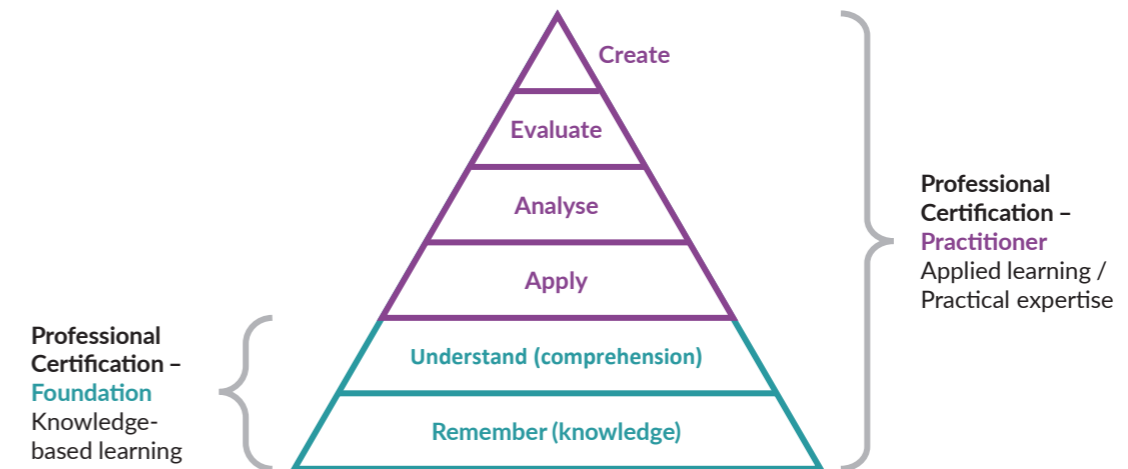 Create
Evaluate
Analyse
Apply
Understand (comprehension)
Remember (knowledge)
Professional
Certification –
Foundation
Knowledge-
based learning
Professional
Certification –
Practitioner
Applied learning /
Practical expertise